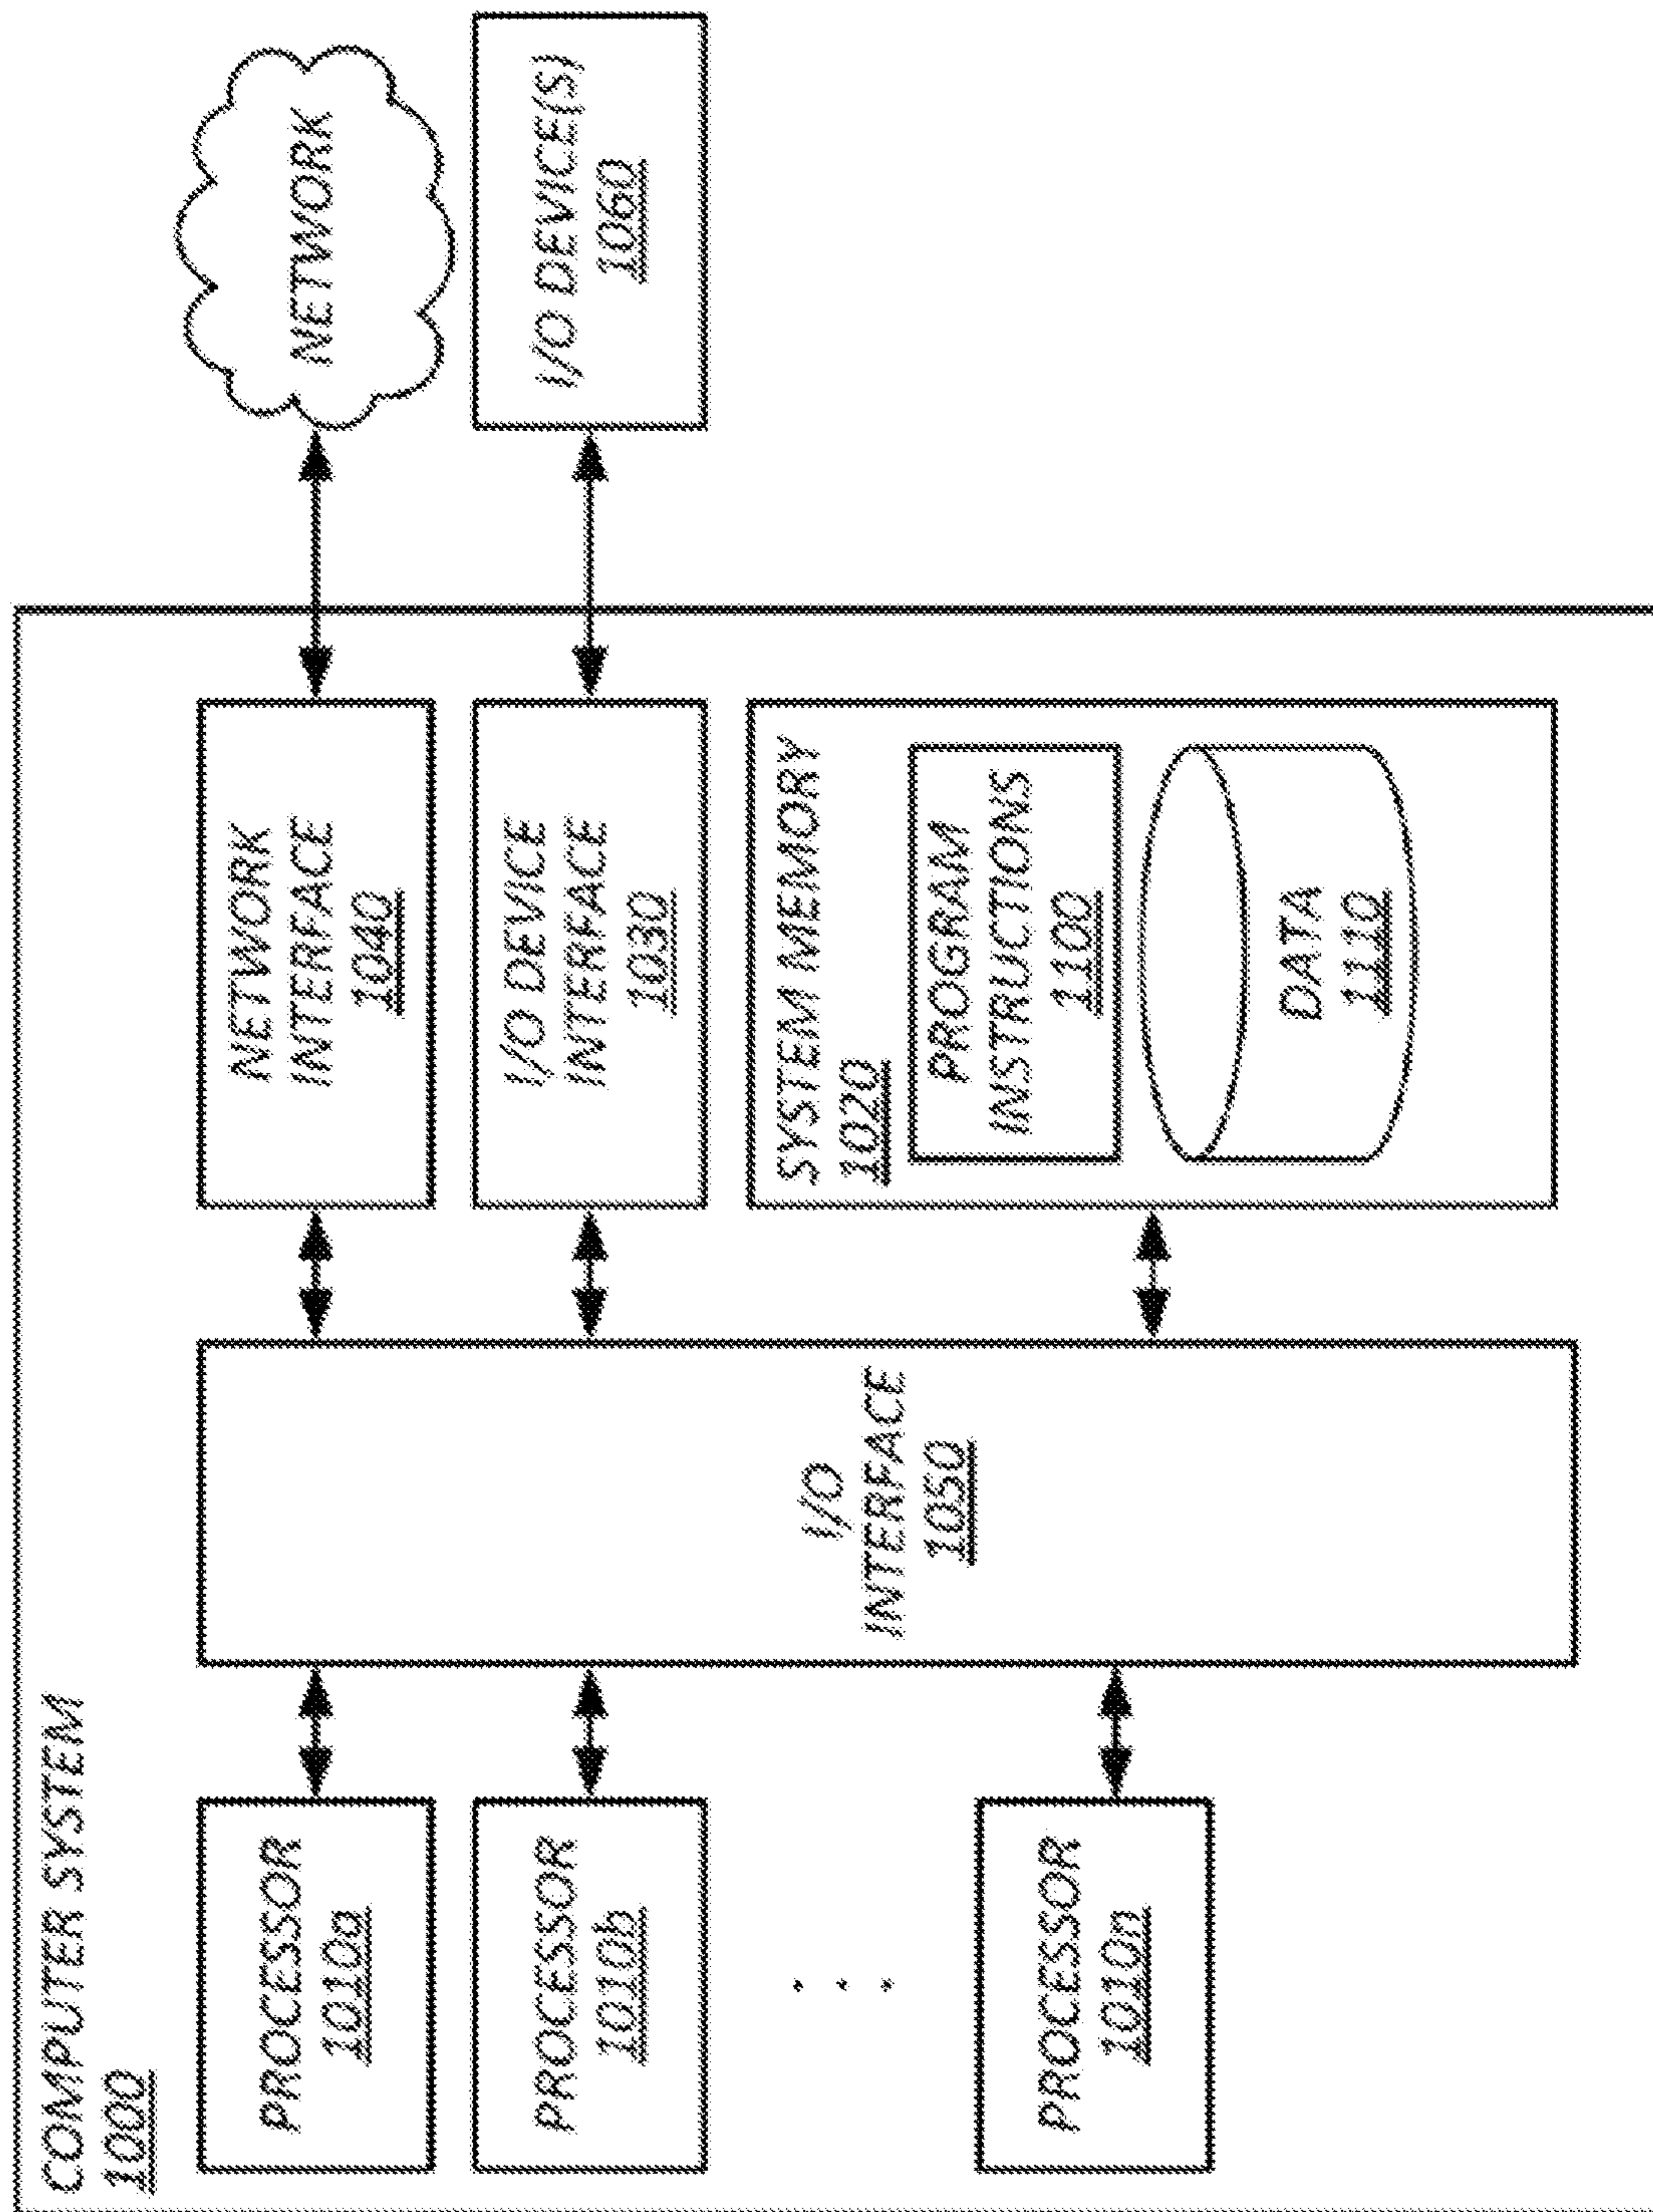 COMPUTER SYSTEM
1000
PROCESSOR
1010a
PROCESSOR
1010b
. . .
PROCESSOR
1010n
I/O
INTERFACE
1050
NETWORK
INTERFACE
1040
I/O DEVICE
INTERFACE
1030
SYSTEM MEMORY
1020
PROGRAM
INSTRUCTIONS
1100
DATA
1110
NETWORK
I/O DEVICE(S)
1060